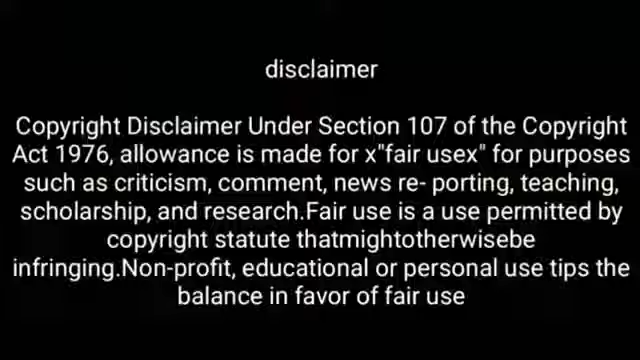 disclaimer
Copyright Disclaimer Under Section 107 of the Copyright
Act 1976, allowance is made for x"fair usex" for purposes
such as criticism, comment, news re- porting, teaching,
scholarship, and research.Fair use is a use permitted by
copyright statute thatmightotherwisebe
infringing.Non-profit, educational or personal use tips the
balance in favor of fair use